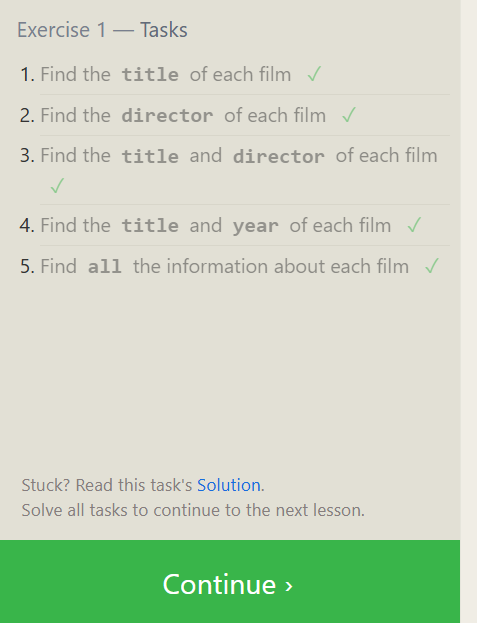 Exercise 1 — Tasks
1. Find the title of each film ✓
2. Find the director of each film ✓
3. Find the title and director of each film
✓
4. Find the title and year of each film ✓
5. Find all the information about each film ✓
Stuck? Read this task's Solution.
Solve all tasks to continue to the next lesson.
Continue ›